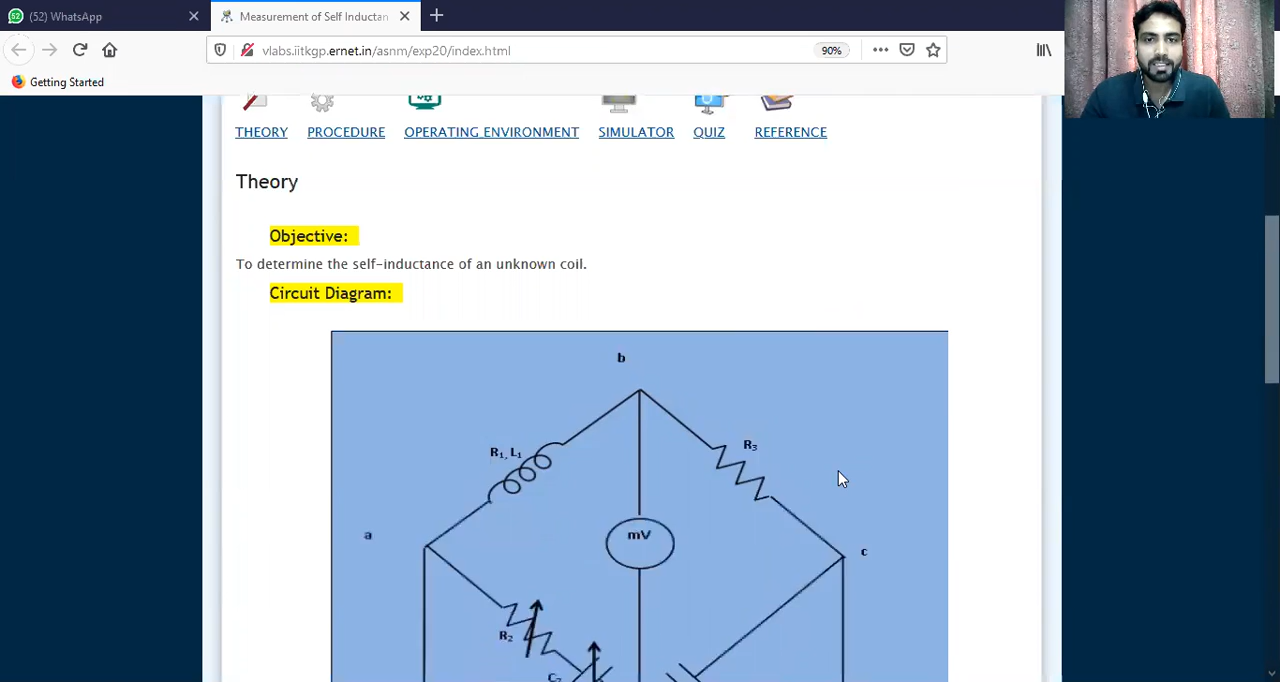 (52) WhatsApp
Measurement of Self Inductan
vlabs.iitkgp.ernet.in/asnm/exp20/index.html
90%
Getting Started
THEORY PROCEDURE OPERATING ENVIRONMENT SIMULATOR QUIZ REFERENCE
Theory
Objective:
To determine the self-inductance of an unknown coil.
Circuit Diagram:
b
R₁, L₁
R₃
a
mV
c
R₂